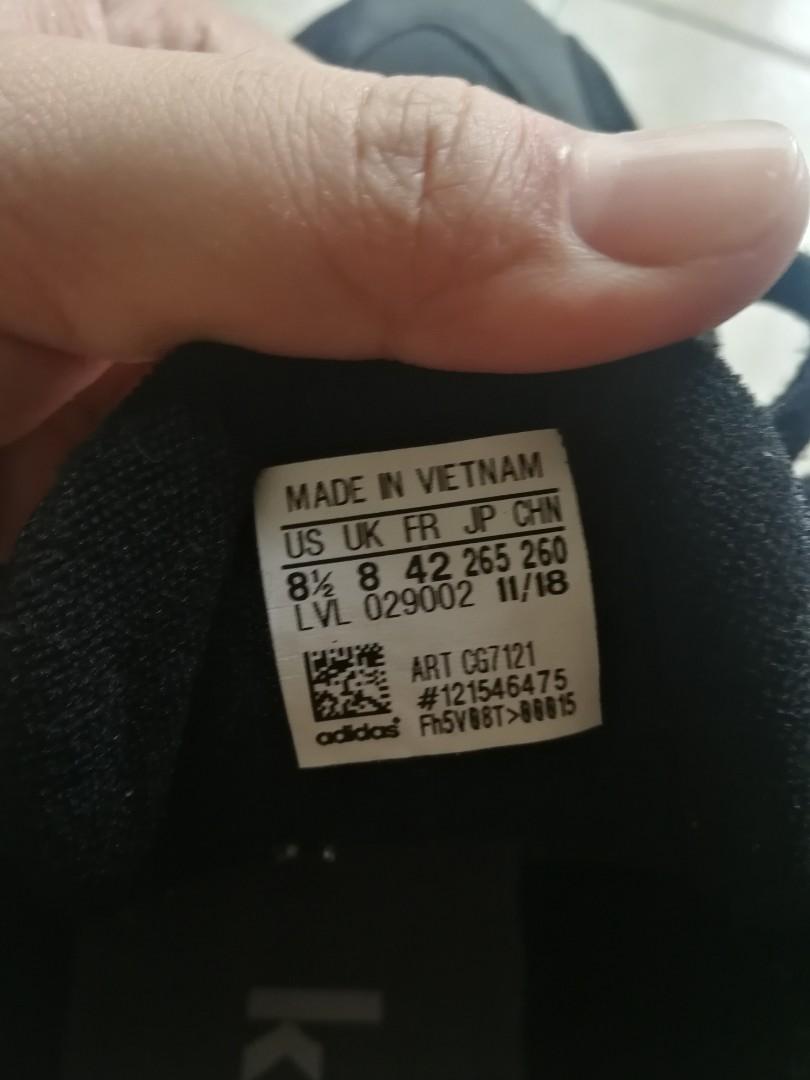 MADE IN VIETNAM
US UK FR JP CHN
8½ 8 42 265 260
LVL 029002 11/18
ART CG7121
#121546475
Fh5V08T>00015
adidas
K